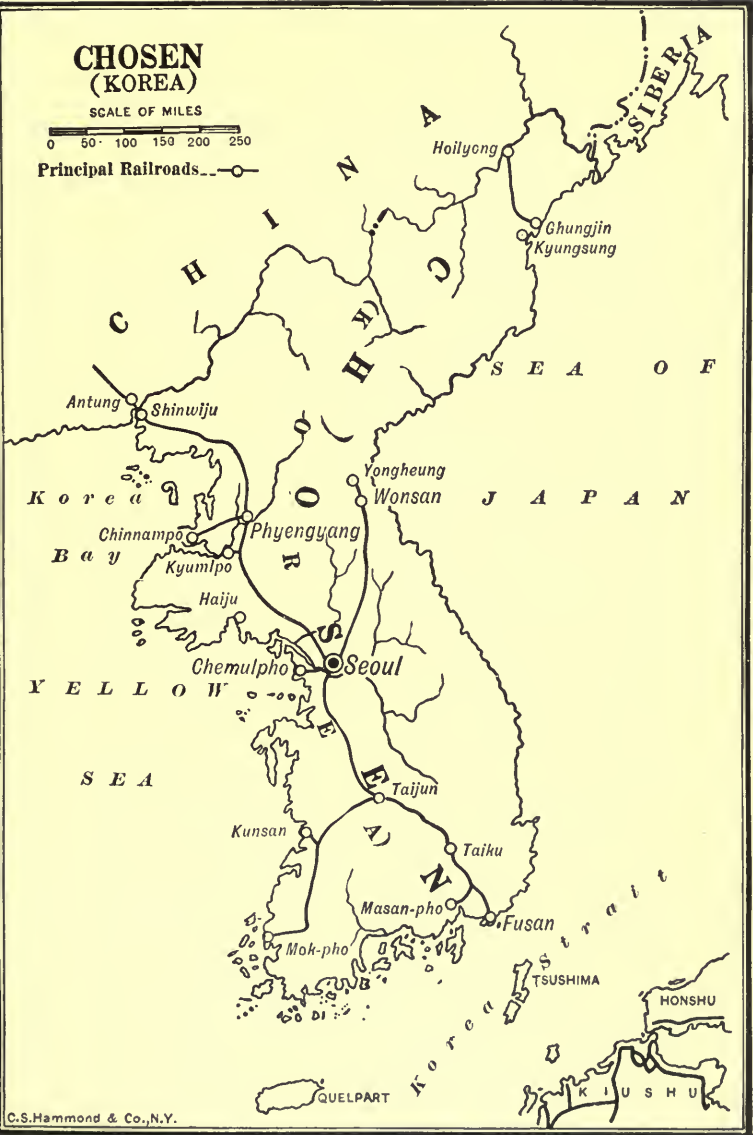 CHOSEN
(KOREA)
SCALE OF MILES
0 50 100 150 200 250
Principal Railroads
CHINA
SIBERIA
Hoilyong
Ghungjin
Kyungsung
CHOSEN
(KOREA)
SEA OF
JAPAN
Antung
Shinwiju
Yongheung
Wonsan
Korea
Bay
Chinnampo
Phyengyang
Kyumlpo
Haiju
Chemulpho
Seoul
YELLOW
SEA
Taijun
Kunsan
Taiku
Masan-pho
Fusan
Mok-pho
Korea Strait
TSUSHIMA
HONSHU
KIUSHU
QUELPART
C.S.Hammond & Co.,N.Y.